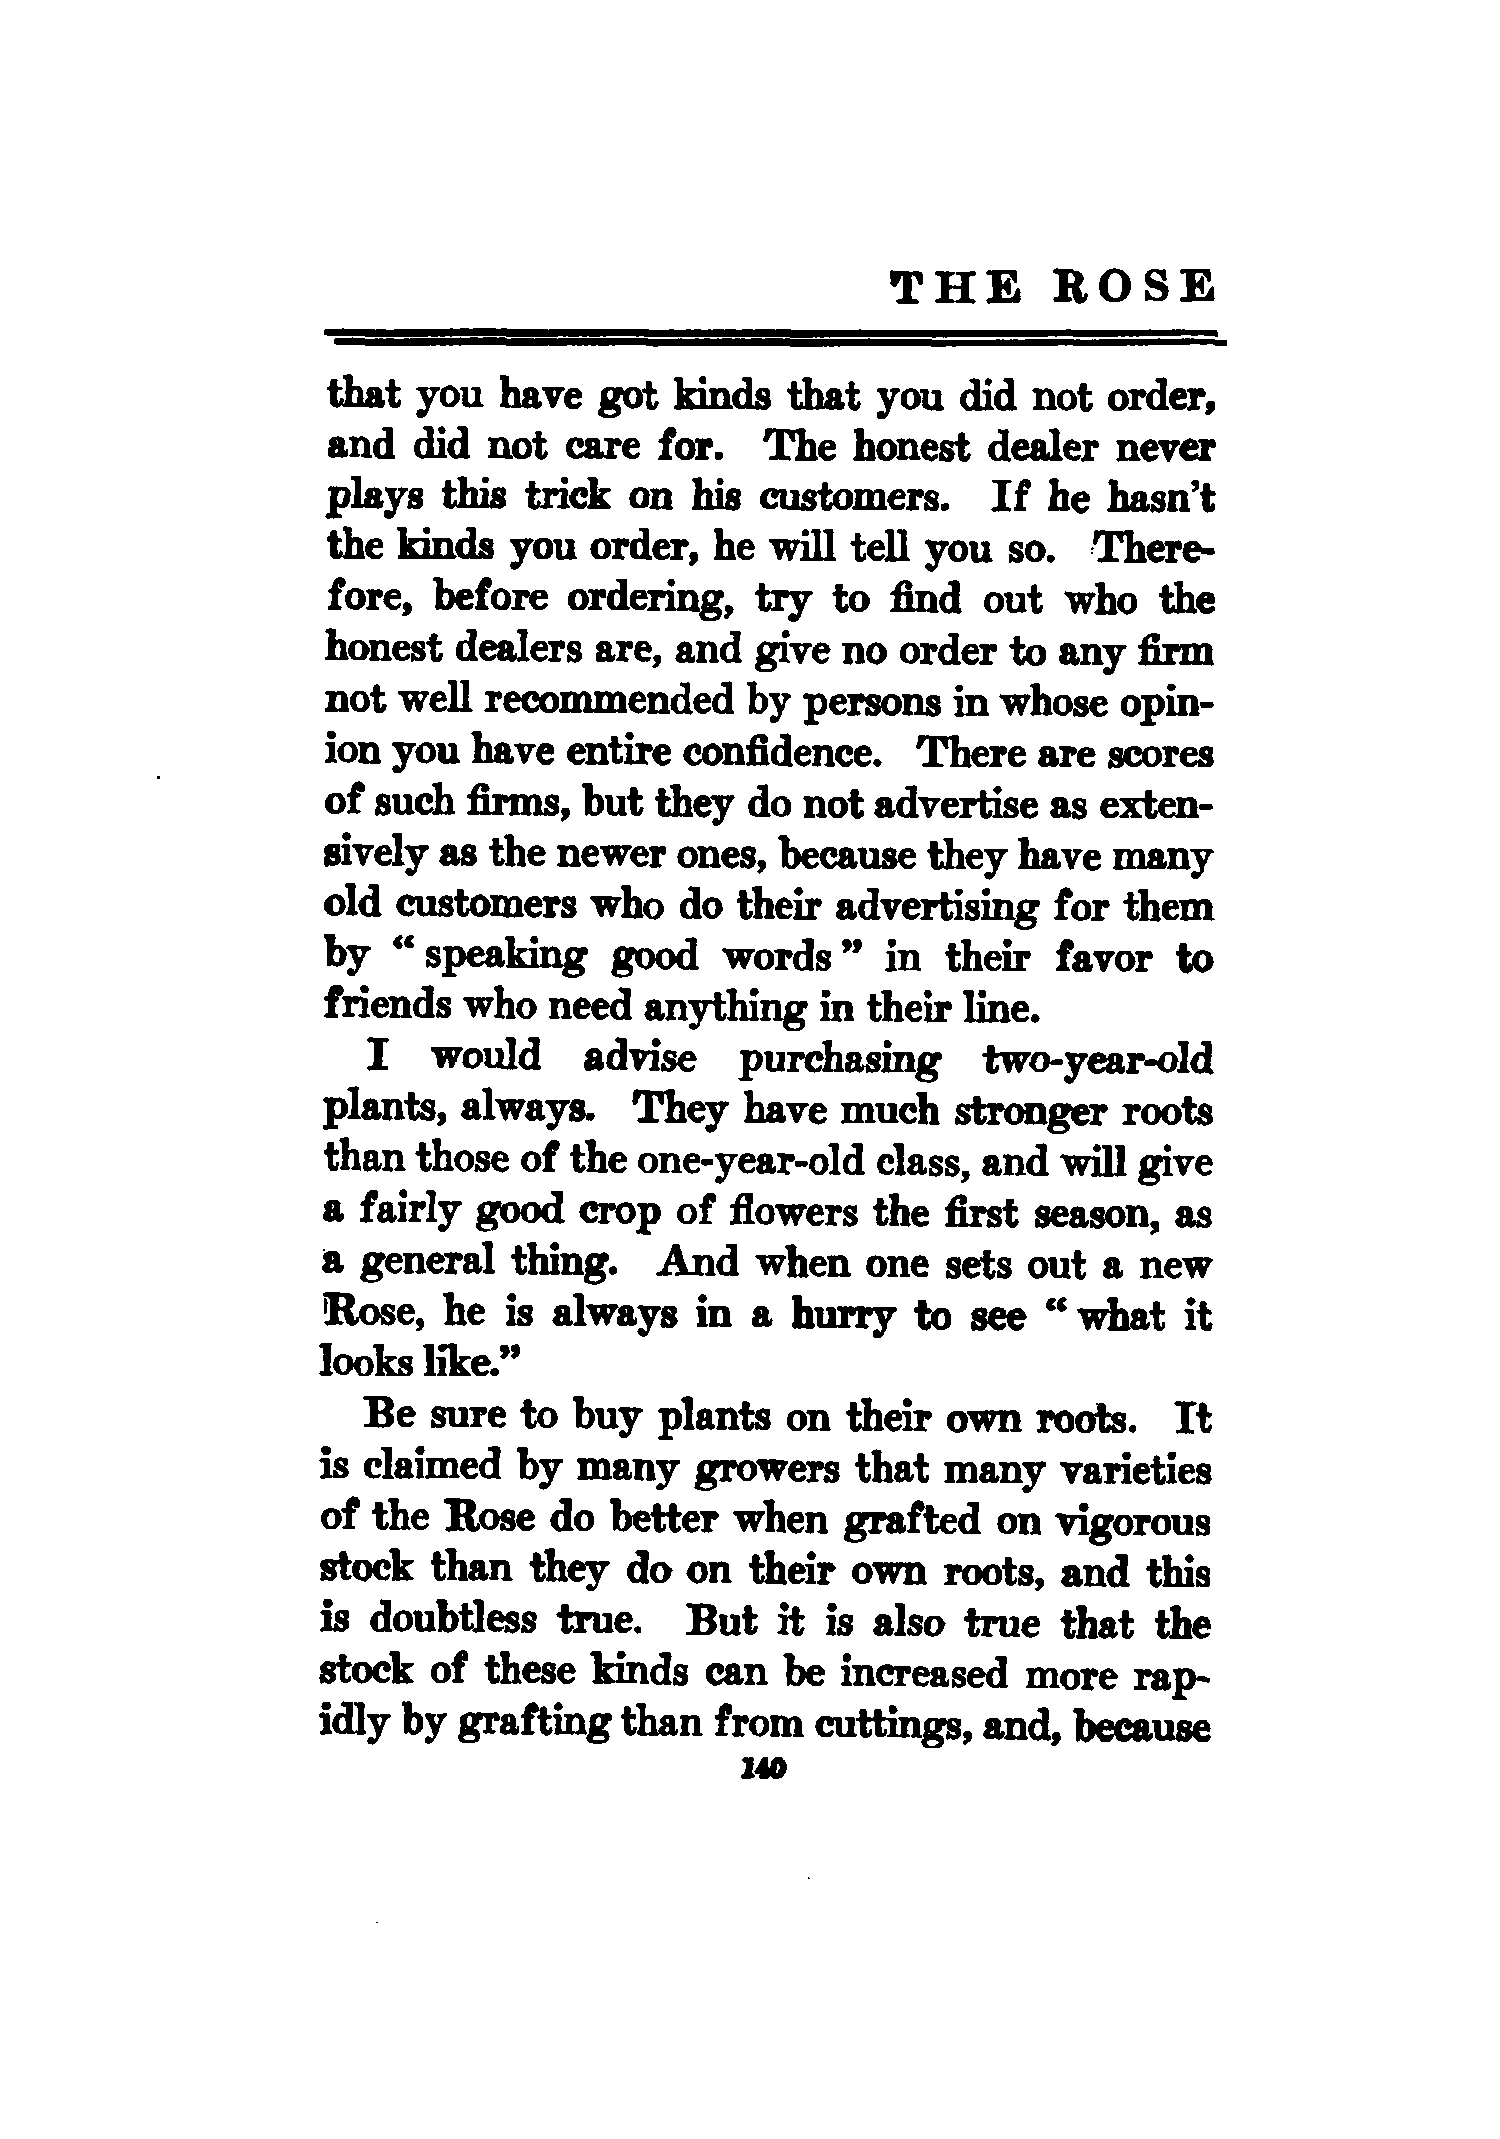 THE ROSE
that you have got kinds that you did not order,
and did not care for. The honest dealer never
plays this trick on his customers. If he hasn't
the kinds you order, he will tell you so. There-
fore, before ordering, try to find out who the
honest dealers are, and give no order to any firm
not well recommended by persons in whose opin-
ion you have entire confidence. There are scores
of such firms, but they do not advertise as exten-
sively as the newer ones, because they have many
old customers who do their advertising for them
by “speaking good words” in their favor to
friends who need anything in their line.
I would advise purchasing two-year-old
plants, always. They have much stronger roots
than those of the one-year-old class, and will give
a fairly good crop of flowers the first season, as
a general thing. And when one sets out a new
Rose, he is always in a hurry to see “what it
looks like.”
Be sure to buy plants on their own roots. It
is claimed by many growers that many varieties
of the Rose do better when grafted on vigorous
stock than they do on their own roots, and this
is doubtless true. But it is also true that the
stock of these kinds can be increased more rap-
idly by grafting than from cuttings, and, because
140